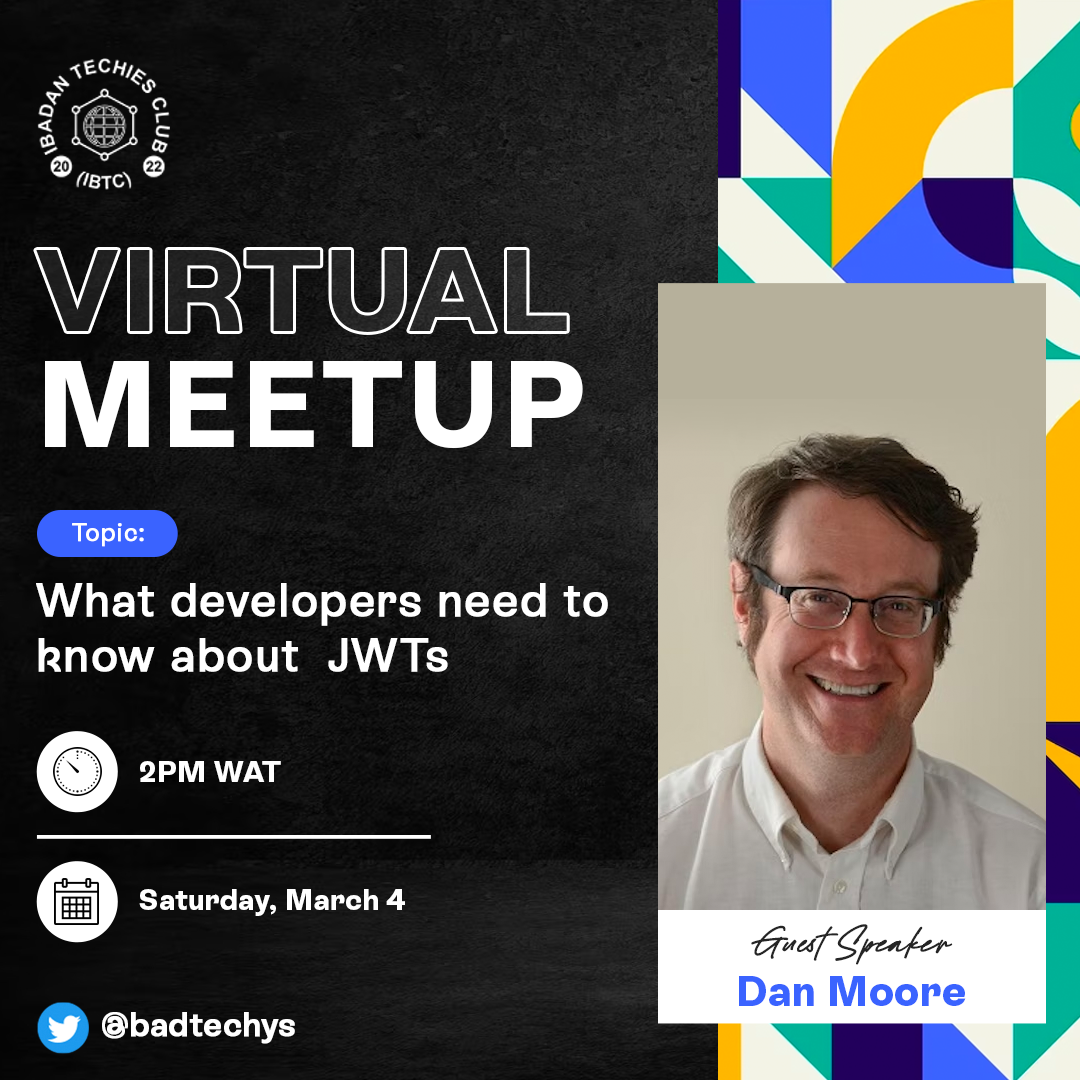 IBADAN TECHIES CLUB
20 22
(IBTC)
VIRTUAL
MEETUP
Topic:
What developers need to
know about JWTs
2PM WAT
Saturday, March 4
@badtechys
Guest Speaker
Dan Moore